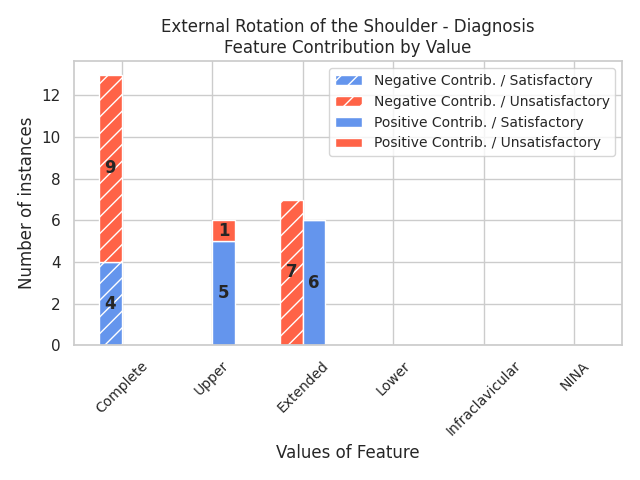 External Rotation of the Shoulder - Diagnosis
Feature Contribution by Value
Negative Contrib. / Satisfactory
Negative Contrib. / Unsatisfactory
Positive Contrib. / Satisfactory
Positive Contrib. / Unsatisfactory
Number of instances
12
10
8
6
4
2
0
9
4
1
5
7
6
Complete
Upper
Extended
Lower
Infraclavicular
NINA
Values of Feature